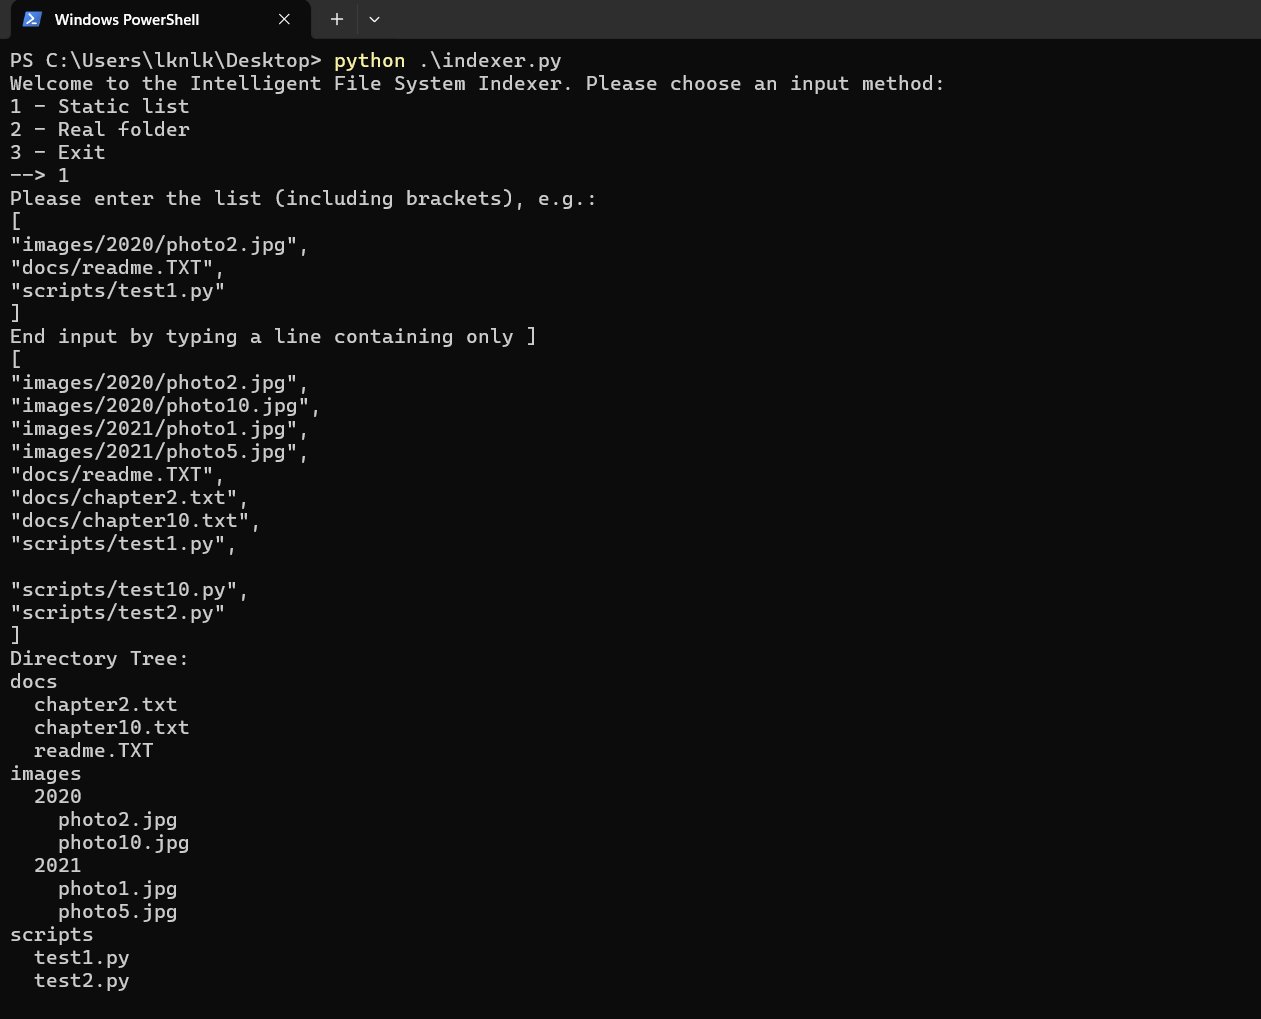 Windows PowerShell
PS C:\Users\lknlk\Desktop> python .\indexer.py
Welcome to the Intelligent File System Indexer. Please choose an input method:
1 - Static list
2 - Real folder
3 - Exit
--> 1
Please enter the list (including brackets), e.g.:
[
"images/2020/photo2.jpg",
"docs/readme.TXT",
"scripts/test1.py"
]
End input by typing a line containing only ]
[
"images/2020/photo2.jpg",
"images/2020/photo10.jpg",
"images/2021/photo1.jpg",
"images/2021/photo5.jpg",
"docs/readme.TXT",
"docs/chapter2.txt",
"docs/chapter10.txt",
"scripts/test1.py",

"scripts/test10.py",
"scripts/test2.py"
]
Directory Tree:
docs
  chapter2.txt
  chapter10.txt
  readme.TXT
images
  2020
    photo2.jpg
    photo10.jpg
  2021
    photo1.jpg
    photo5.jpg
scripts
  test1.py
  test2.py